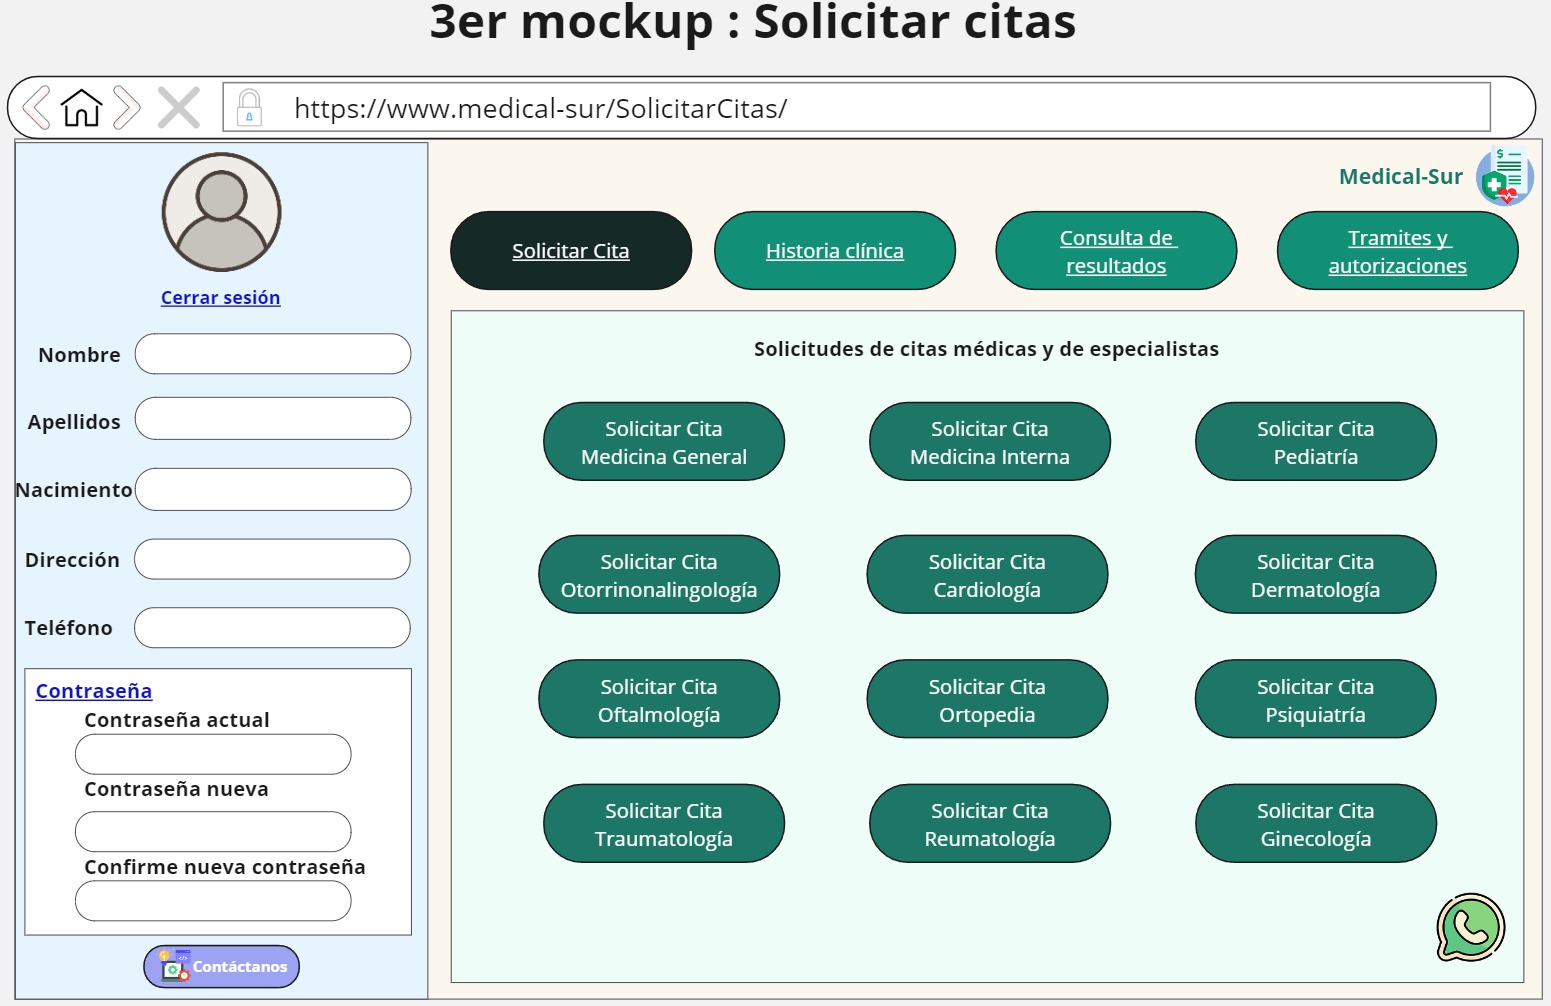 3er mockup : Solicitar citas
https://www.medical-sur/SolicitarCitas/
Cerrar sesión
Nombre
Apellidos
Nacimiento
Dirección
Teléfono
Contraseña
Contraseña actual
Contraseña nueva
Confirme nueva contraseña
Contáctanos
Medical-Sur
Solicitar Cita
Historia clínica
Consulta de
resultados
Tramites y
autorizaciones
Solicitudes de citas médicas y de especialistas
Solicitar Cita
Medicina General
Solicitar Cita
Medicina Interna
Solicitar Cita
Pediatría
Solicitar Cita
Otorrinonalingología
Solicitar Cita
Cardiología
Solicitar Cita
Dermatología
Solicitar Cita
Oftalmología
Solicitar Cita
Ortopedia
Solicitar Cita
Psiquiatría
Solicitar Cita
Traumatología
Solicitar Cita
Reumatología
Solicitar Cita
Ginecología